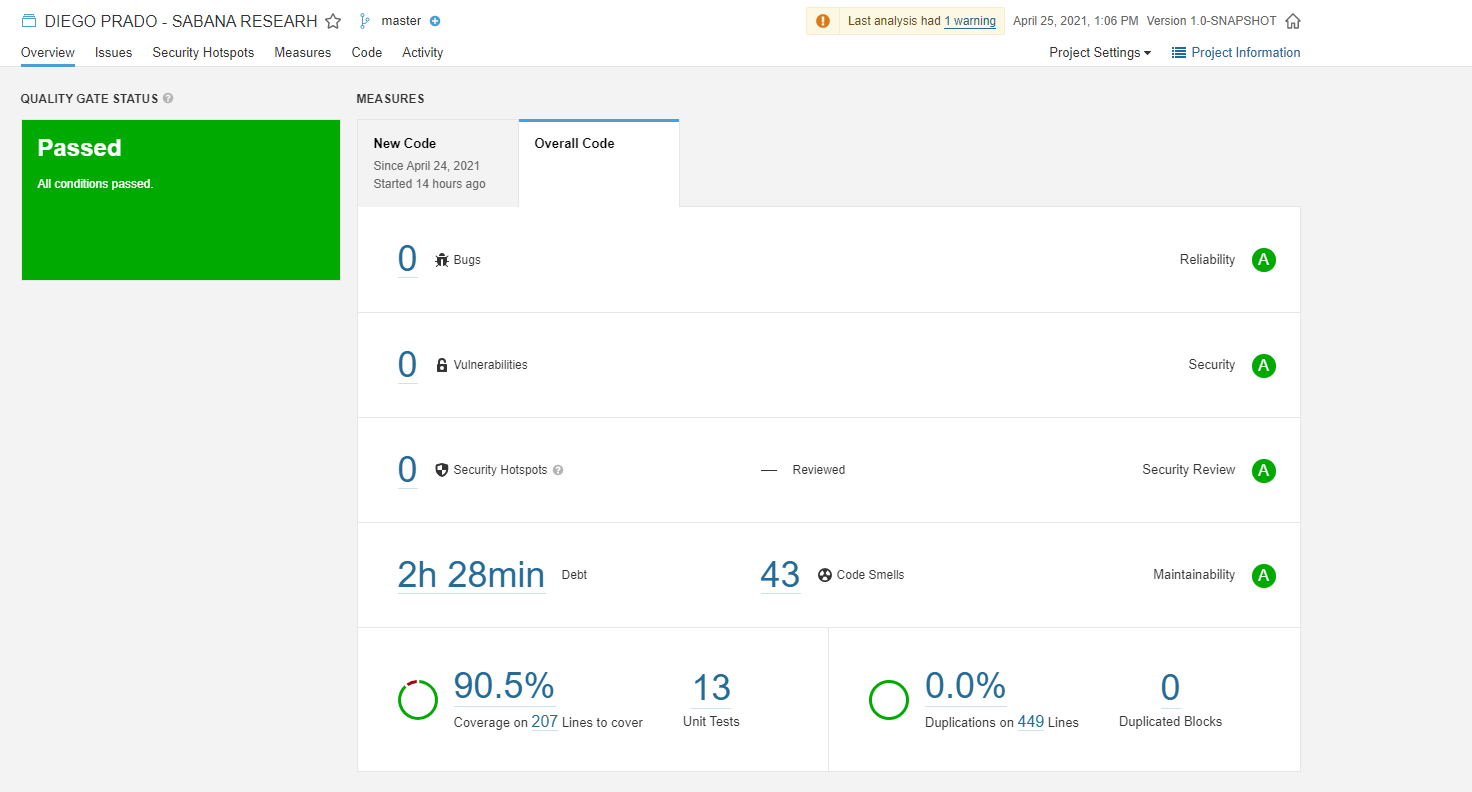 DIEGO PRADO - SABANA RESEARH master
Last analysis had 1 warning April 25, 2021, 1:06 PM Version 1.0-SNAPSHOT
Overview Issues Security Hotspots Measures Code Activity
Project Settings Project Information
QUALITY GATE STATUS ?
Passed
All conditions passed.
MEASURES
New Code
Since April 24, 2021
Started 14 hours ago
Overall Code
0 Bugs Reliability A
0 Vulnerabilities Security A
0 Security Hotspots ? — Reviewed Security Review A
2h 28min Debt 43 Code Smells Maintainability A
90.5%
Coverage on 207 Lines to cover
13
Unit Tests
0.0%
Duplications on 449 Lines
0
Duplicated Blocks